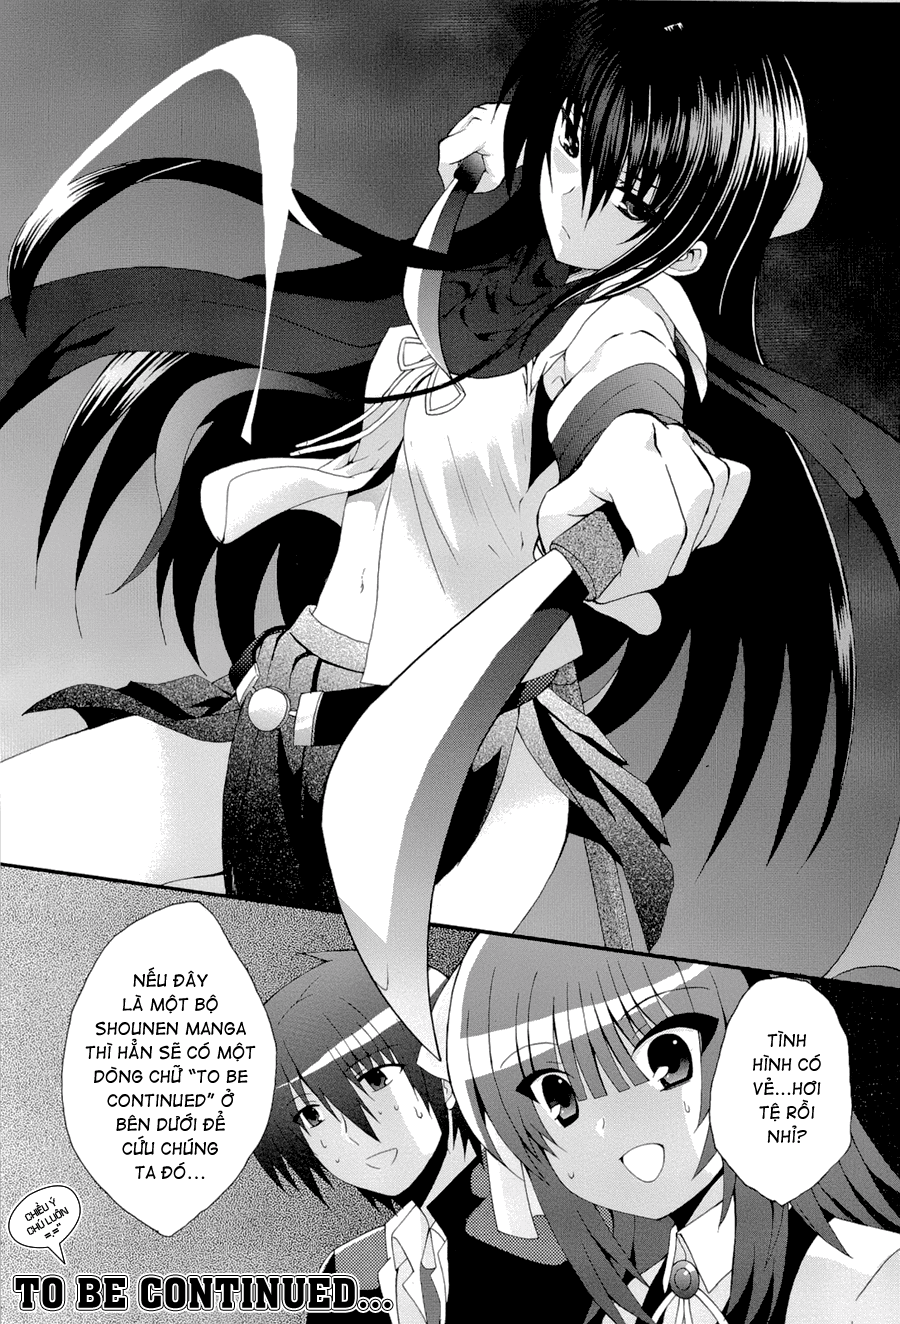 TÌNH
HÌNH CÓ
VẺ...HƠI
TỆ RỒI
NHỈ?
NẾU ĐÂY
LÀ MỘT BỘ
SHOUNEN MANGA
THÌ HẲN SẼ CÓ MỘT
DÒNG CHỮ "TO BE
CONTINUED" Ở
BÊN DƯỚI ĐỂ
CỨU CHÚNG
TA ĐÓ...
CHIỀU Ý
CHÚ LUÔN
=.="
TO BE CONTINUED...